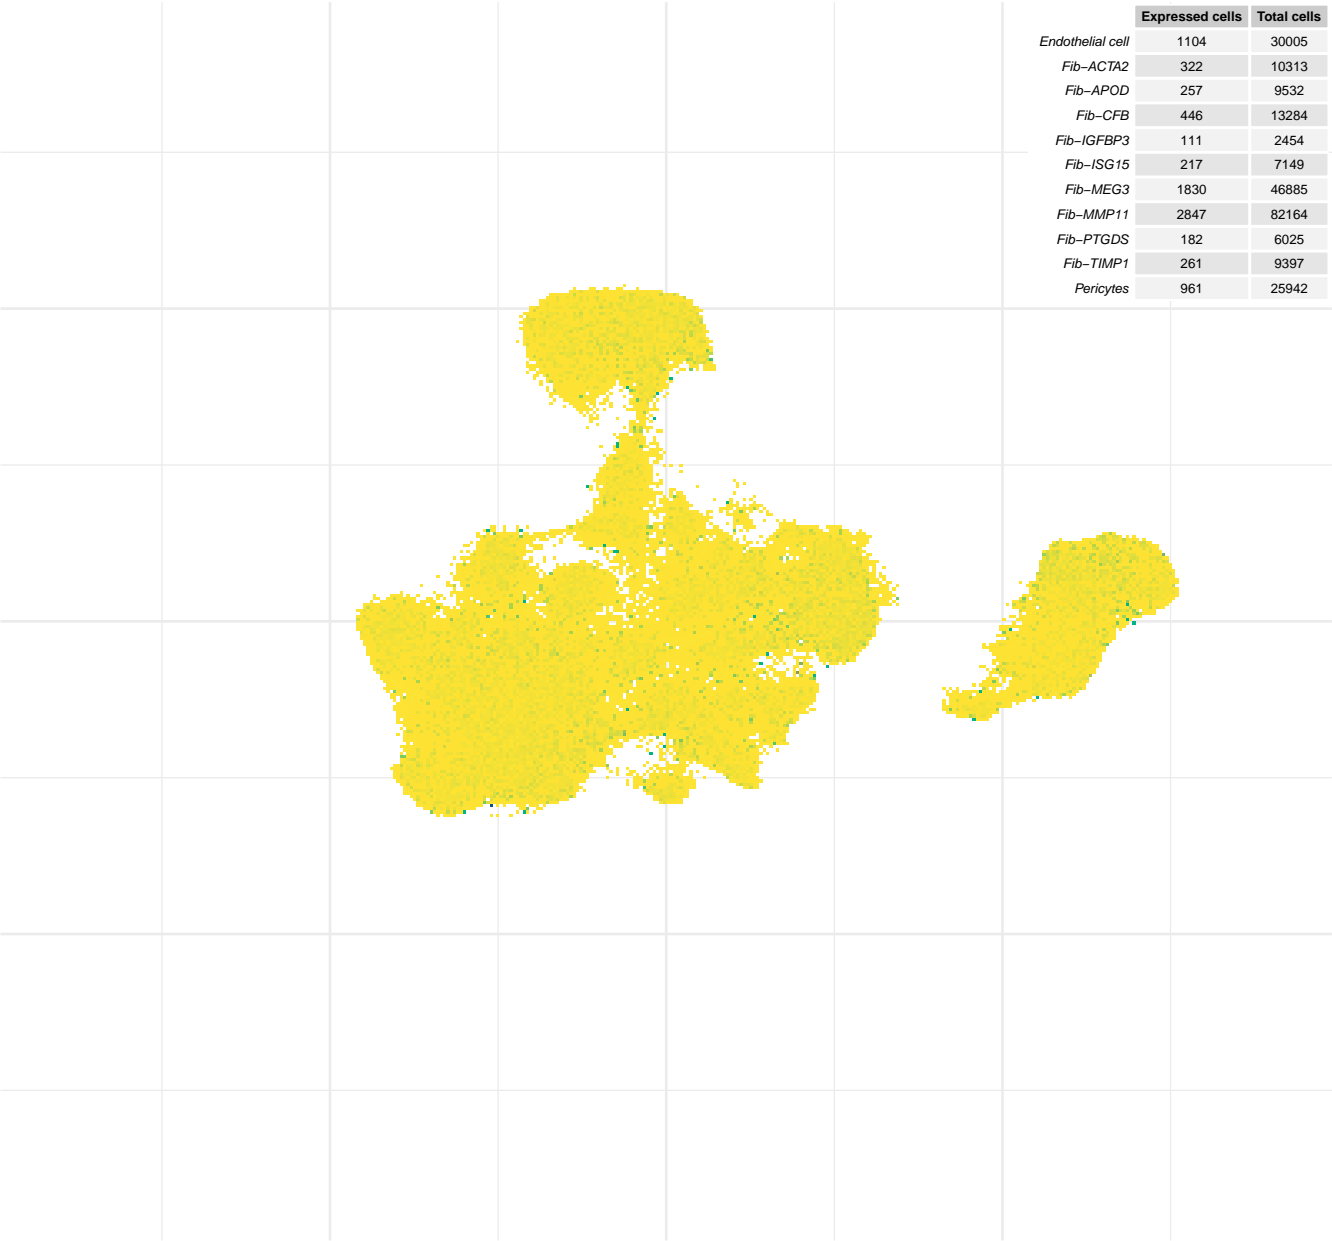 Expressed cells Total cells
Endothelial cell 1104 30005
Fib−ACTA2 322 10313
Fib−APOD 257 9532
Fib−CFB 446 13284
Fib−IGFBP3 111 2454
Fib−ISG15 217 7149
Fib−MEG3 1830 46885
Fib−MMP11 2847 82164
Fib−PTGDS 182 6025
Fib−TIMP1 261 9397
Pericytes 961 25942